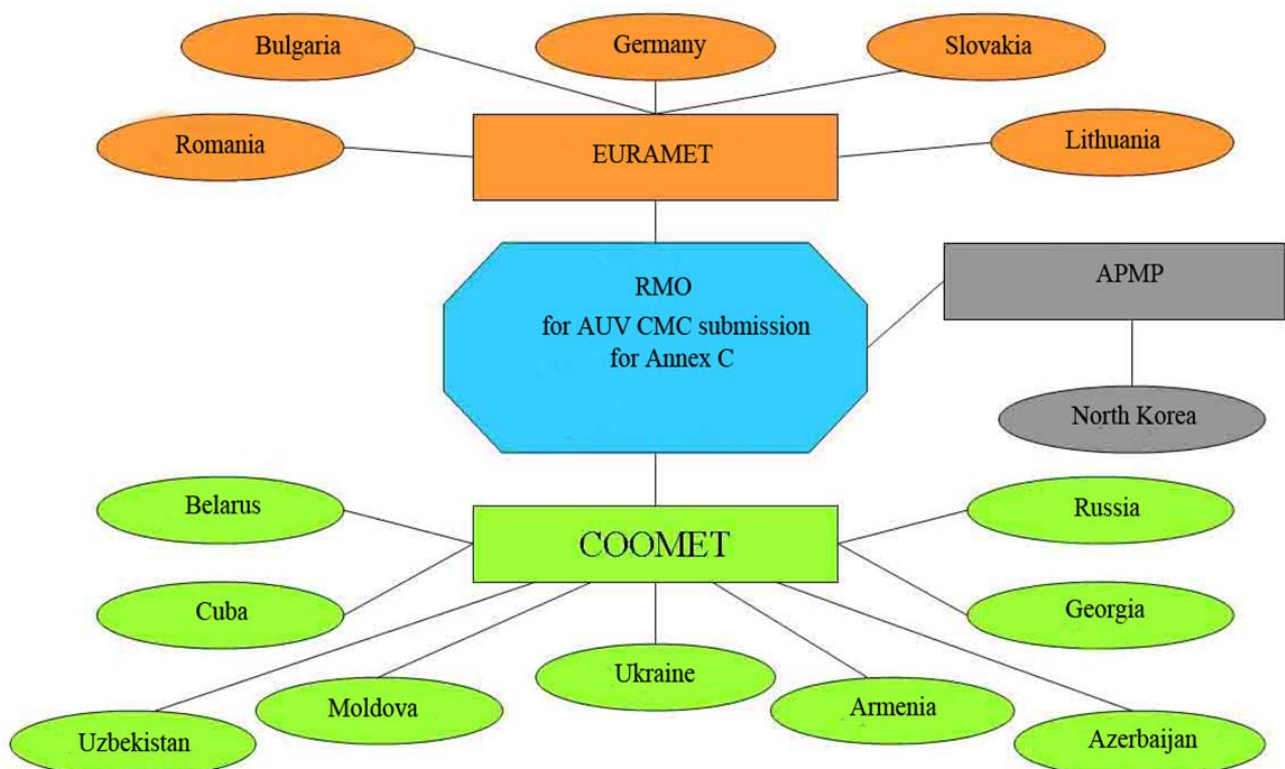 Bulgaria
Germany
Slovakia
Romania
EURAMET
Lithuania
RMO
for AUV CMC submission
for Annex C
APMP
North Korea
Belarus
COOMET
Russia
Cuba
Georgia
Ukraine
Moldova
Armenia
Uzbekistan
Azerbaijan